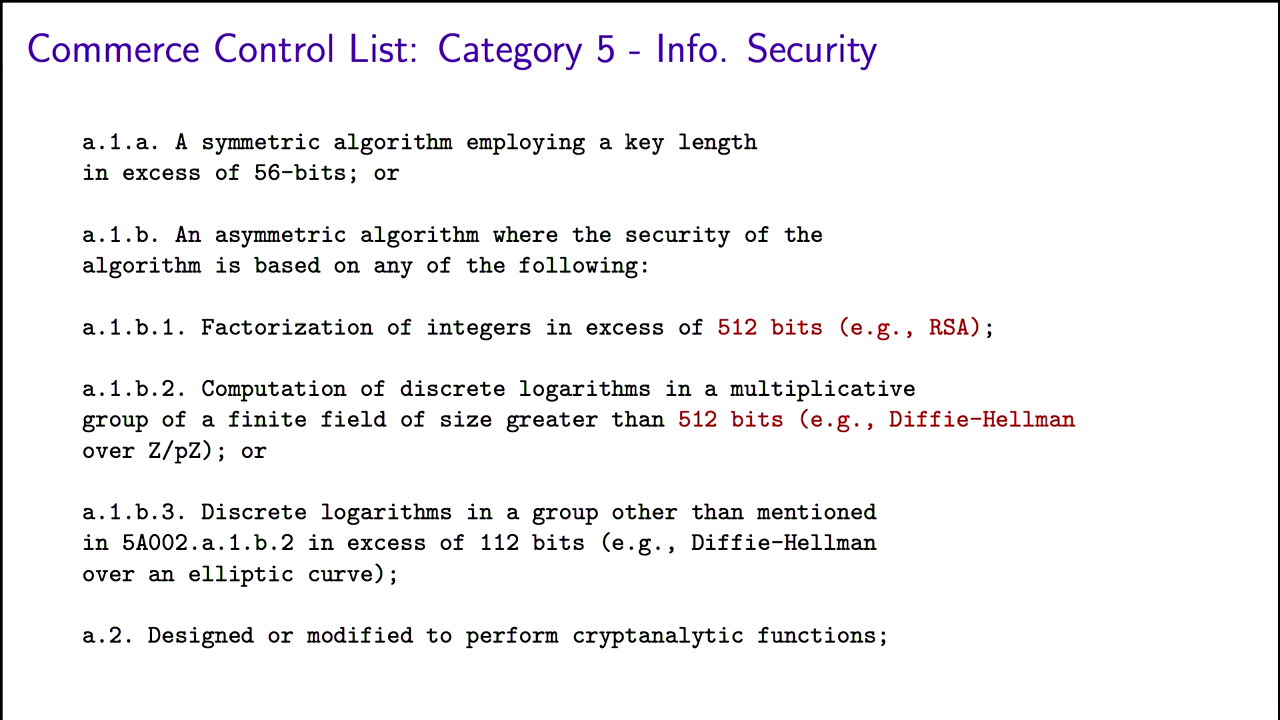 Commerce Control List: Category 5 - Info. Security
a.1.a. A symmetric algorithm employing a key length
in excess of 56-bits; or
a.1.b. An asymmetric algorithm where the security of the
algorithm is based on any of the following:
a.1.b.1. Factorization of integers in excess of 512 bits (e.g., RSA);
a.1.b.2. Computation of discrete logarithms in a multiplicative
group of a finite field of size greater than 512 bits (e.g., Diffie-Hellman
over Z/pZ); or
a.1.b.3. Discrete logarithms in a group other than mentioned
in 5A002.a.1.b.2 in excess of 112 bits (e.g., Diffie-Hellman
over an elliptic curve);
a.2. Designed or modified to perform cryptanalytic functions;